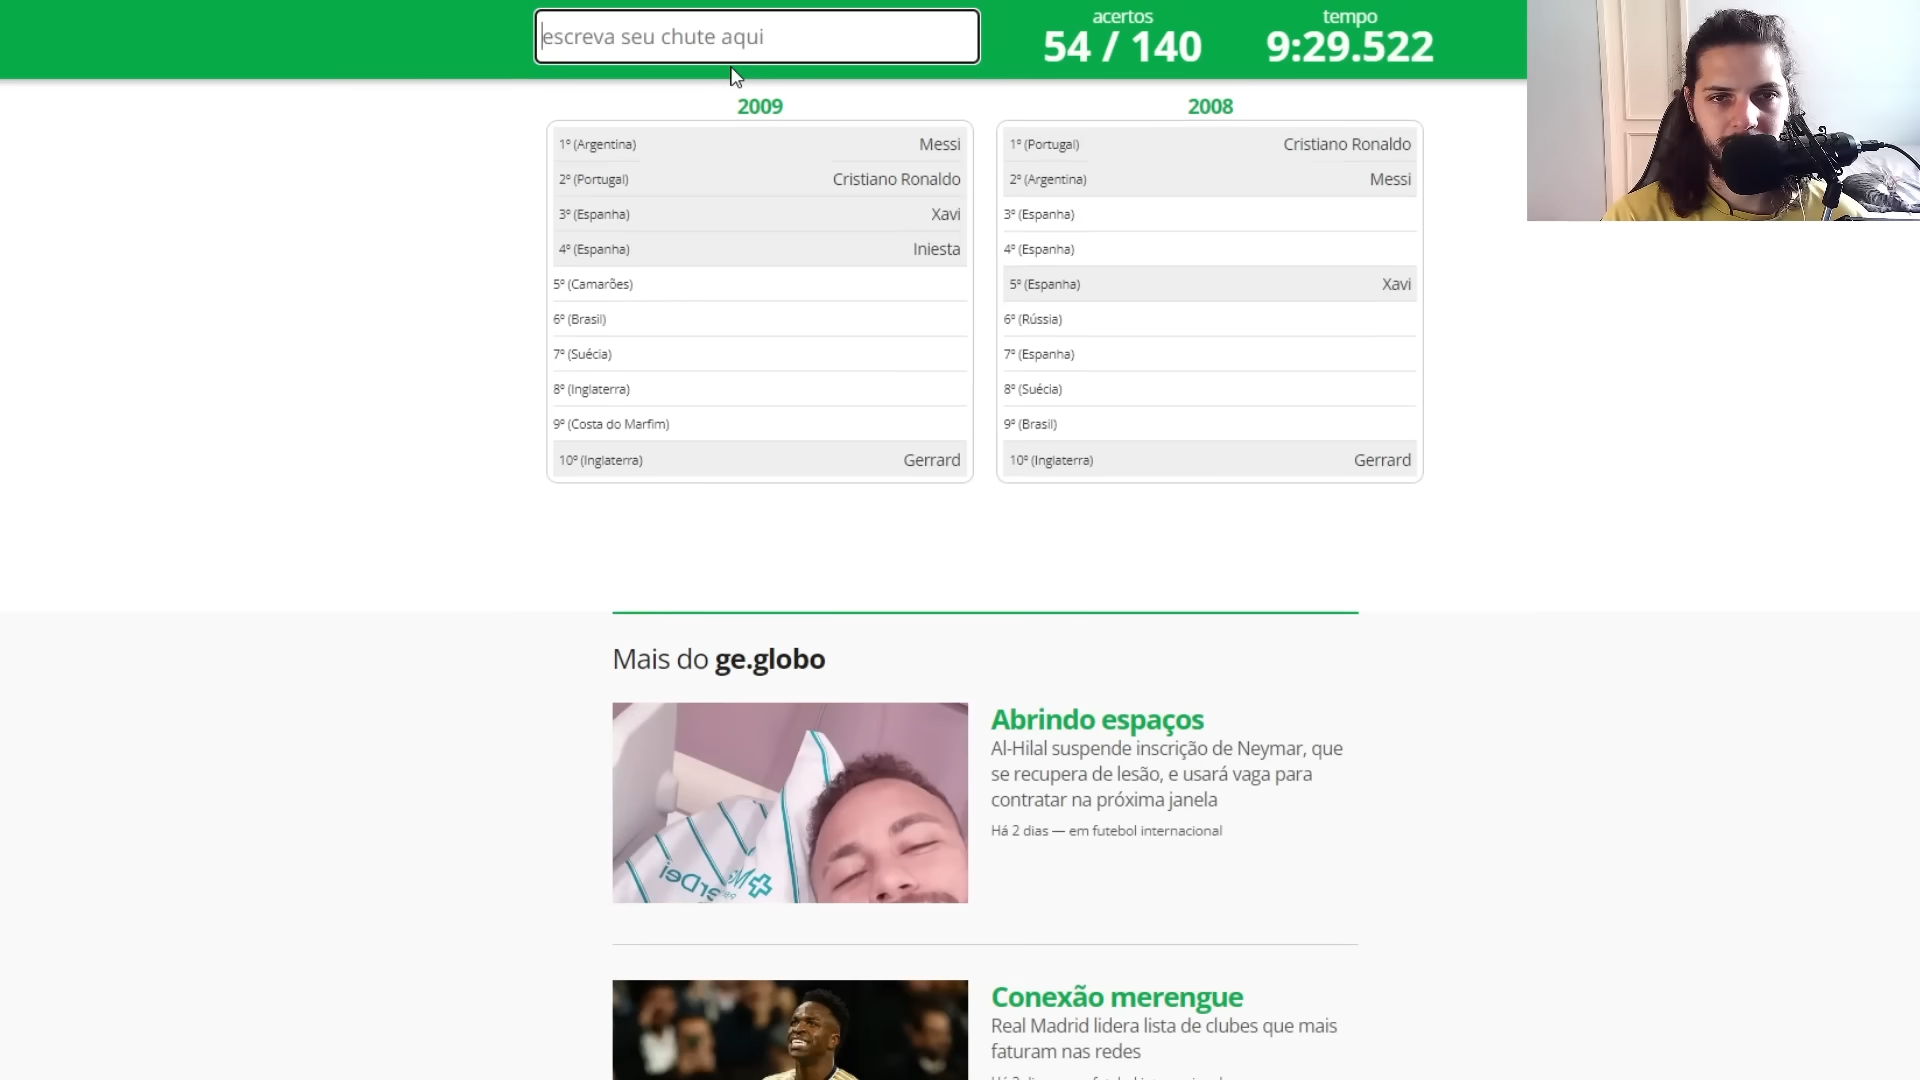 escreva seu chute aqui
acertos
54 / 140
tempo
9:29.522
2009
1º (Argentina) Messi
2º (Portugal) Cristiano Ronaldo
3º (Espanha) Xavi
4º (Espanha) Iniesta
5º (Camarões)
6º (Brasil)
7º (Suécia)
8º (Inglaterra)
9º (Costa do Marfim)
10º (Inglaterra) Gerrard
2008
1º (Portugal) Cristiano Ronaldo
2º (Argentina) Messi
3º (Espanha)
4º (Espanha)
5º (Espanha) Xavi
6º (Rússia)
7º (Espanha)
8º (Suécia)
9º (Brasil)
10º (Inglaterra) Gerrard
Mais do ge.globo
Abrindo espaços
Al-Hilal suspende inscrição de Neymar, que
se recupera de lesão, e usará vaga para
contratar na próxima janela
Há 2 dias — em futebol internacional
Conexão merengue
Real Madrid lidera lista de clubes que mais
faturam nas redes